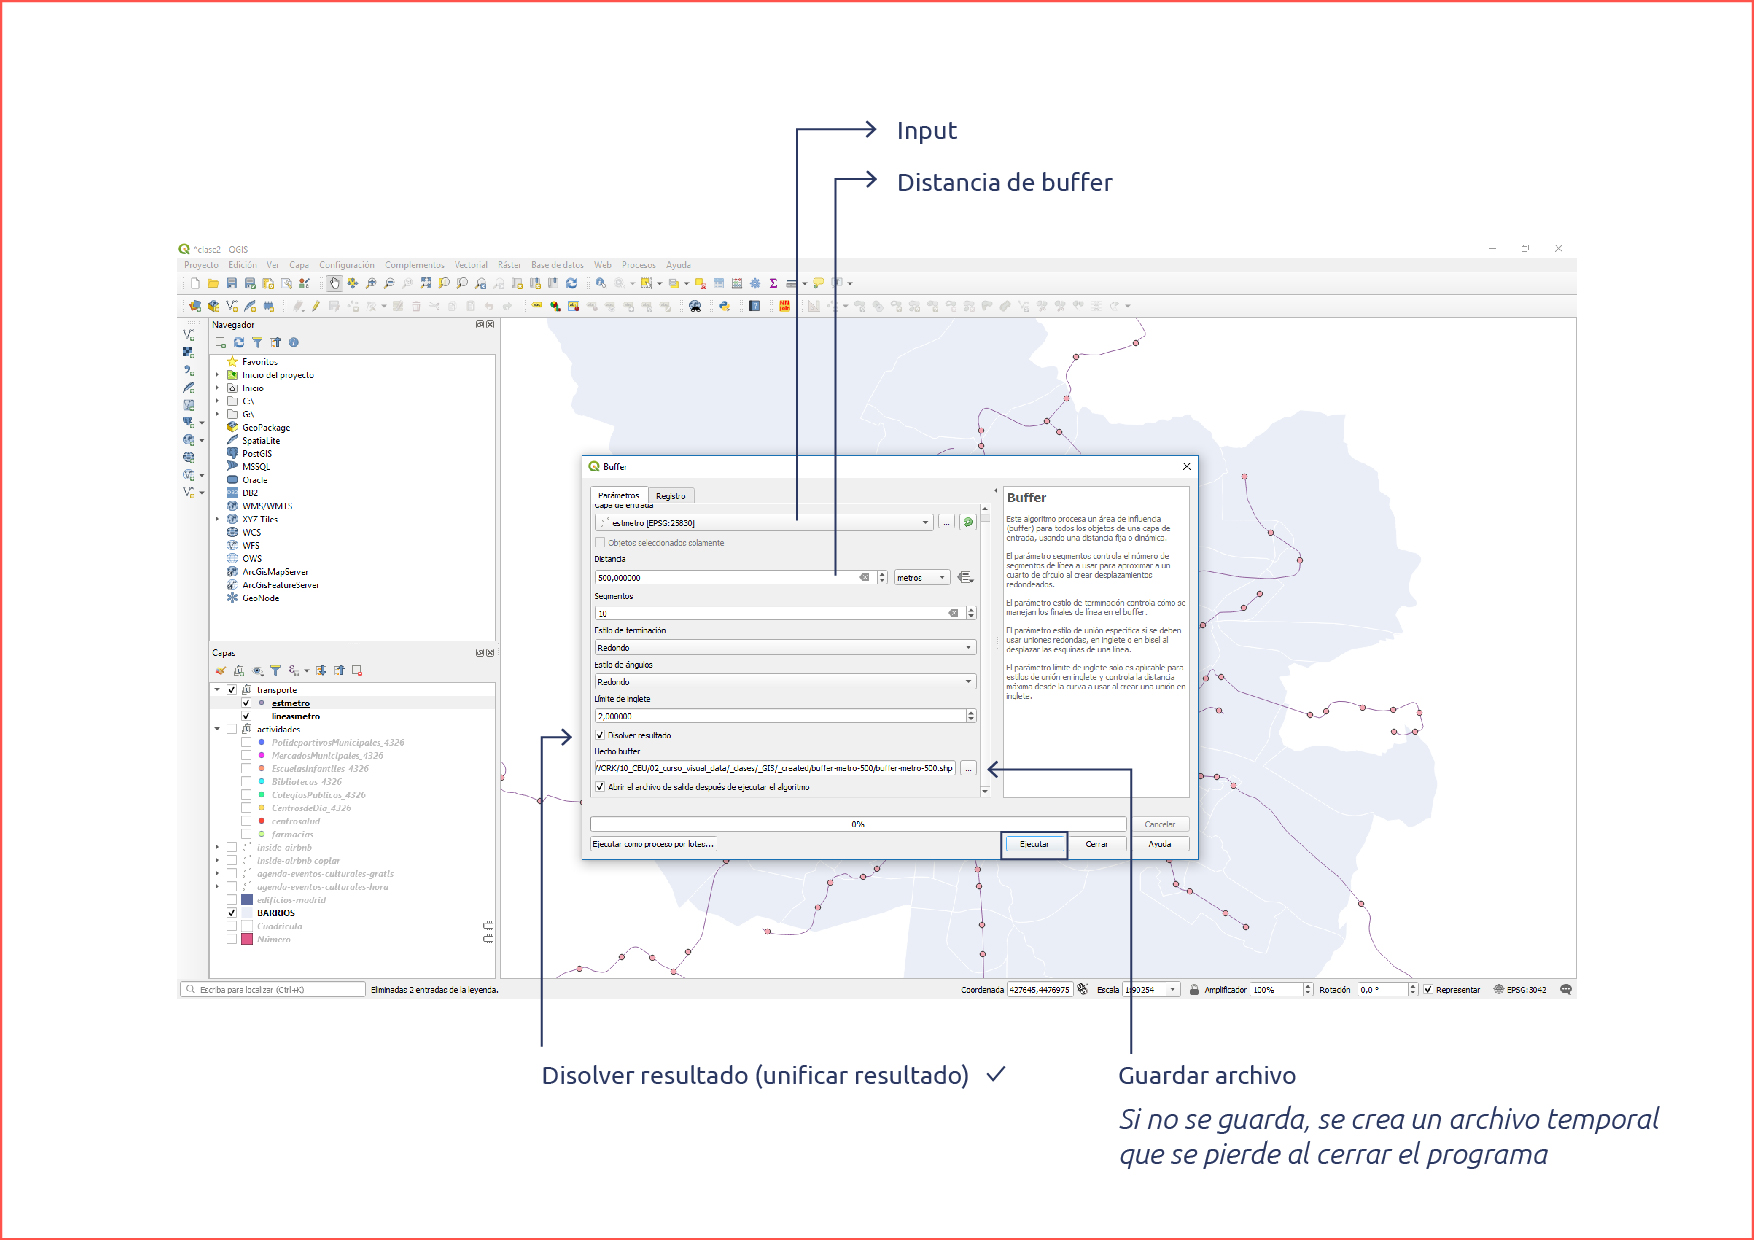 Input
Distancia de buffer
*clase2 - QGIS
Proyecto Edición Ver Capa Configuración Complementos Vectorial Ráster Base de datos Web Procesos Ayuda
Navegador
Favoritos
Inicio del proyecto
Inicio
C:\
G:\
GeoPackage
SpatiaLite
PostGIS
MSSQL
Oracle
DB2
WMS/WMTS
XYZ Tiles
WCS
WFS
OWS
ArcGisMapServer
ArcGisFeatureServer
GeoNode
Capas
transporte
estmetro
lineasmetro
actividades
PolideportivosMunicipales_4326
MercadosMunicipales_4326
EscuelasInfantiles_4326
Bibliotecas_4326
ColegiosPublicos_4326
CentrosdeDia_4326
centrosalud
farmacias
inside-airbnb
inside-airbnb copiar
agenda-eventos-culturales-gratis
agenda-eventos-culturales-hora
edificios-madrid
BARRIOS
Cuadricula
Número
Buffer
Parámetros Registro
Capa de entrada
estmetro [EPSG:25830]
...
Objetos seleccionados solamente
Distancia
500,000000
metros
Segmentos
10
Estilo de terminación
Redondo
Estilo de ángulos
Redondo
Límite de inglete
2,000000
Disolver resultado
Hecho buffer
/ORK/10_CEU/02_curso_visual_data/_clases/_GIS/_created/buffer-metro-500/buffer-metro-500.shp
...
Abrir el archivo de salida después de ejecutar el algoritmo
Buffer
Este algoritmo procesa un área de influencia
(buffer) para todos los objetos de una capa de
entrada, usando una distancia fija o dinámica.
El parámetro segmentos controla el número de
segmentos de línea a usar para aproximar a un
cuarto de círculo al crear desplazamientos
redondeados.
El parámetro estilo de terminación controla cómo se
manejan los finales de línea en el buffer.
El parámetro estilo de unión especifica si se deben
usar uniones redondas, en inglete o en bisel al
desplazar las esquinas de una línea.
El parámetro límite de inglete solo es aplicable para
estilos de unión en inglete y controla la distancia
máxima desde la curva a usar al crear una unión en
inglete.
0%
Cancelar
Ejecutar como proceso por lotes...
Ejecutar
Cerrar
Ayuda
Escriba para localizar (Ctrl+K)
Eliminadas 2 entradas de la leyenda.
Coordenada 427645,4476975 Escala 1:90254 Amplificador 100% Rotación 0,0 ° Representar EPSG:3042
Disolver resultado (unificar resultado) ✓
Guardar archivo
Si no se guarda, se crea un archivo temporal
que se pierde al cerrar el programa